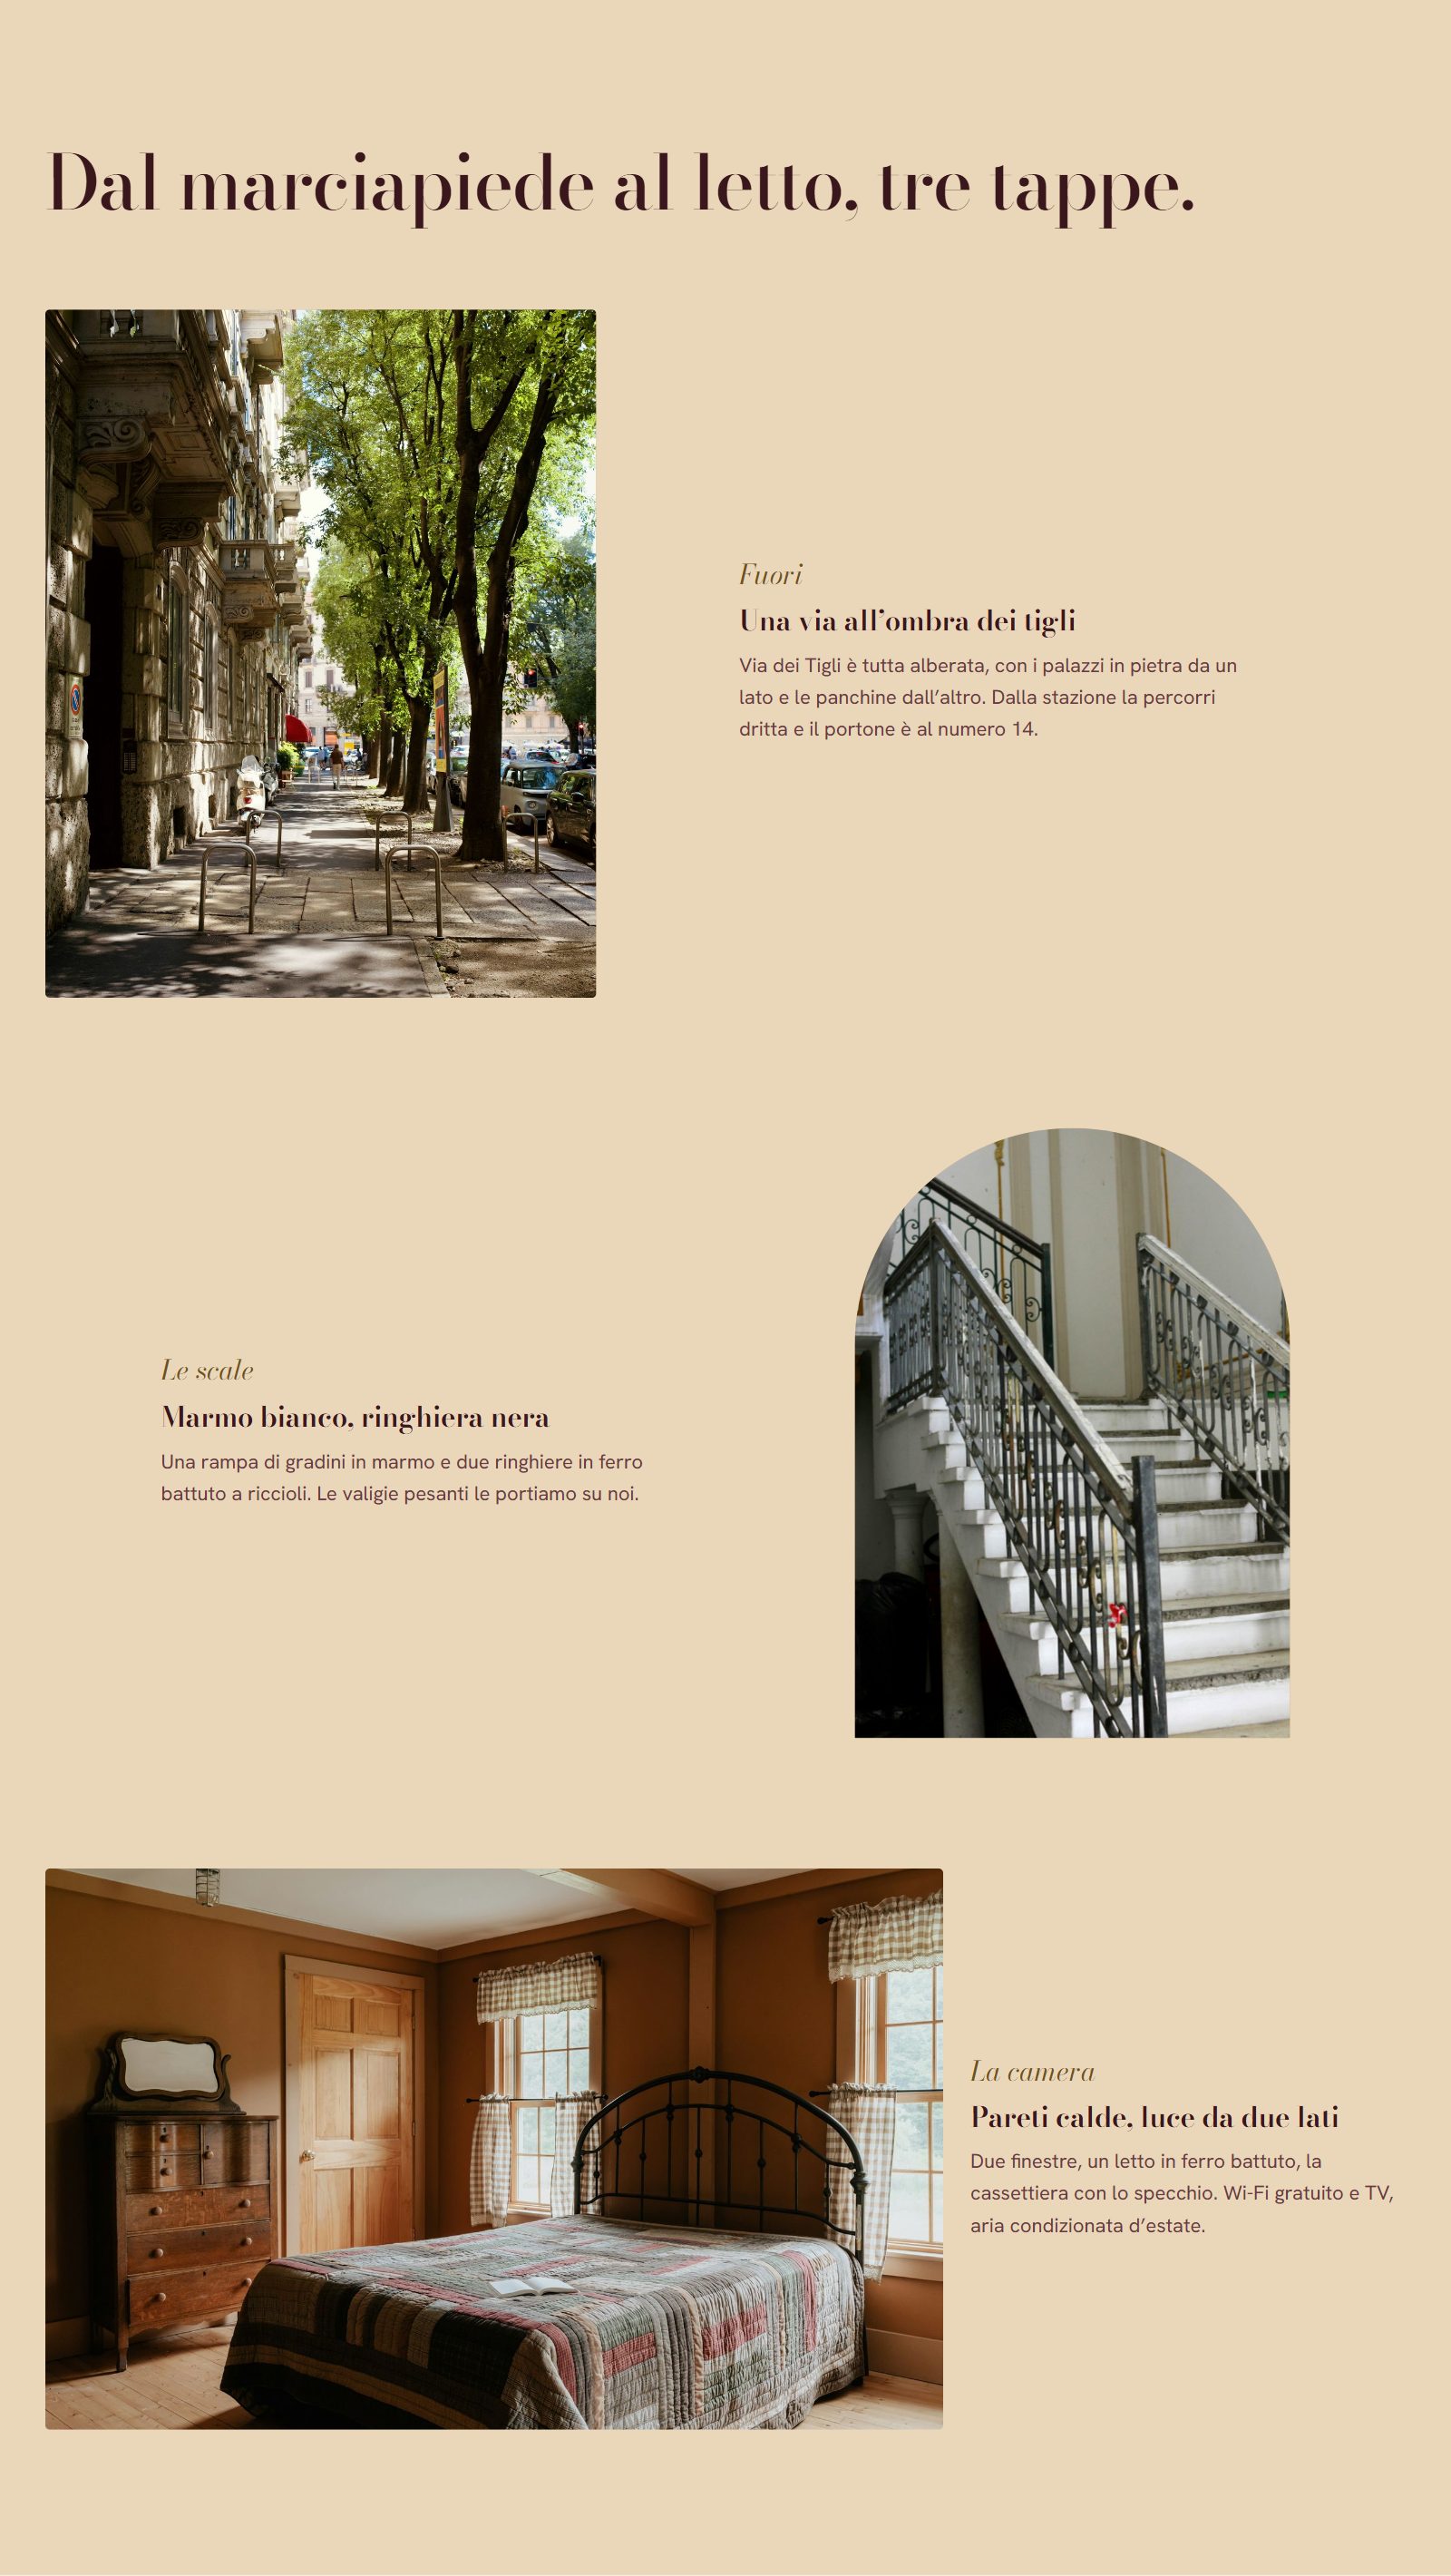 Dal marciapiede al letto, tre tappe.
Fuori
Una via all’ombra dei tigli
Via dei Tigli è tutta alberata, con i palazzi in pietra da un
lato e le panchine dall’altro. Dalla stazione la percorri
dritta e il portone è al numero 14.
Le scale
Marmo bianco, ringhiera nera
Una rampa di gradini in marmo e due ringhiere in ferro
battuto a riccioli. Le valigie pesanti le portiamo su noi.
La camera
Pareti calde, luce da due lati
Due finestre, un letto in ferro battuto, la
cassettiera con lo specchio. Wi-Fi gratuito e TV,
aria condizionata d’estate.